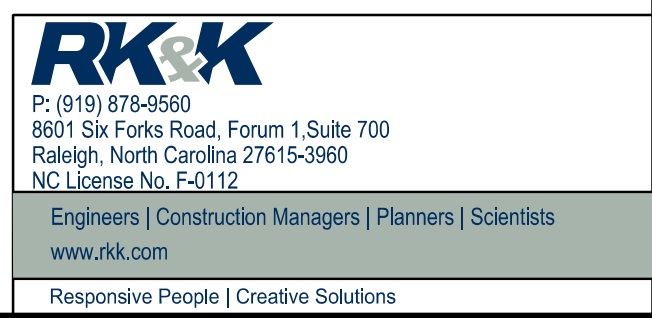 RK&K
P: (919) 878-9560
8601 Six Forks Road, Forum 1,Suite 700
Raleigh, North Carolina 27615-3960
NC License No. F-0112
Engineers | Construction Managers | Planners | Scientists
www.rkk.com
Responsive People | Creative Solutions